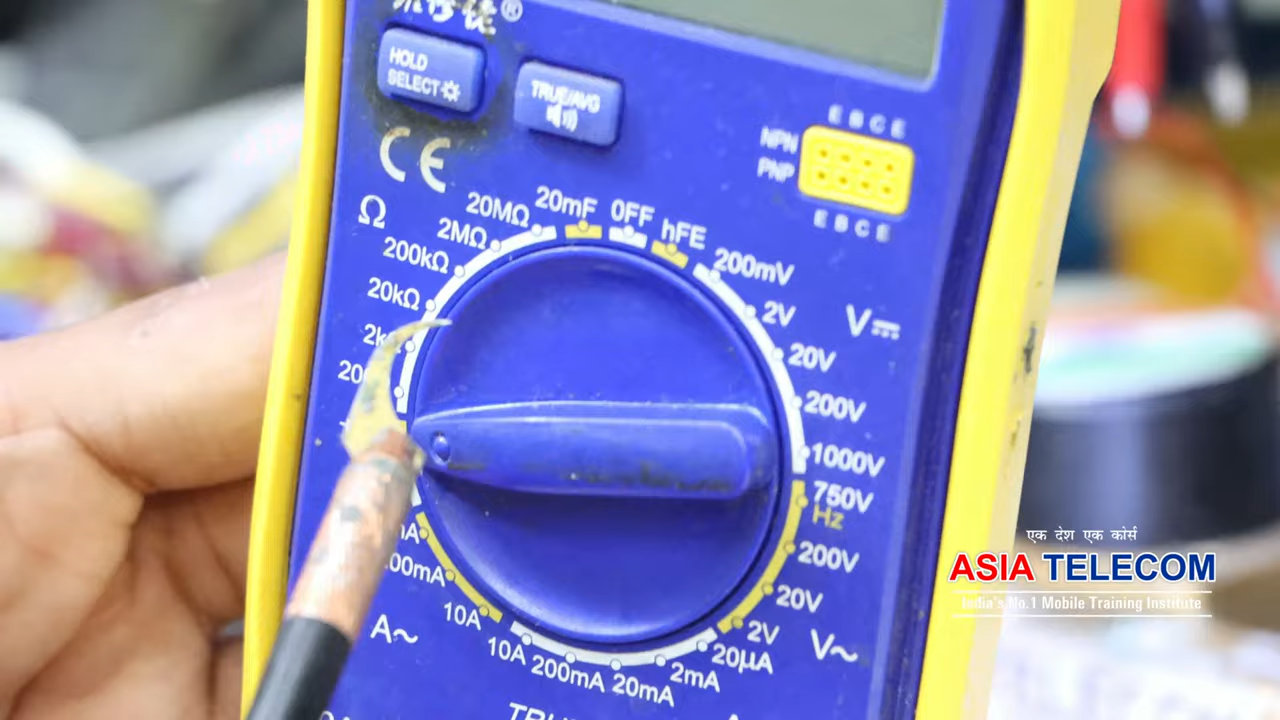 HOLD
SELECT
TRUE/AVG
E B C E
NPN
PNP
E B C E
CE
Ω
20MΩ
20mF
OFF
hFE
2MΩ
200mV
200kΩ
20kΩ
2V
V
20V
200V
1000V
750V
Hz
200V
20V
2V
V~
10A
A~
10A
200mA
20mA
2mA
20µA
एक देश एक कोर्स
ASIA TELECOM
India's No.1 Mobile Training Institute